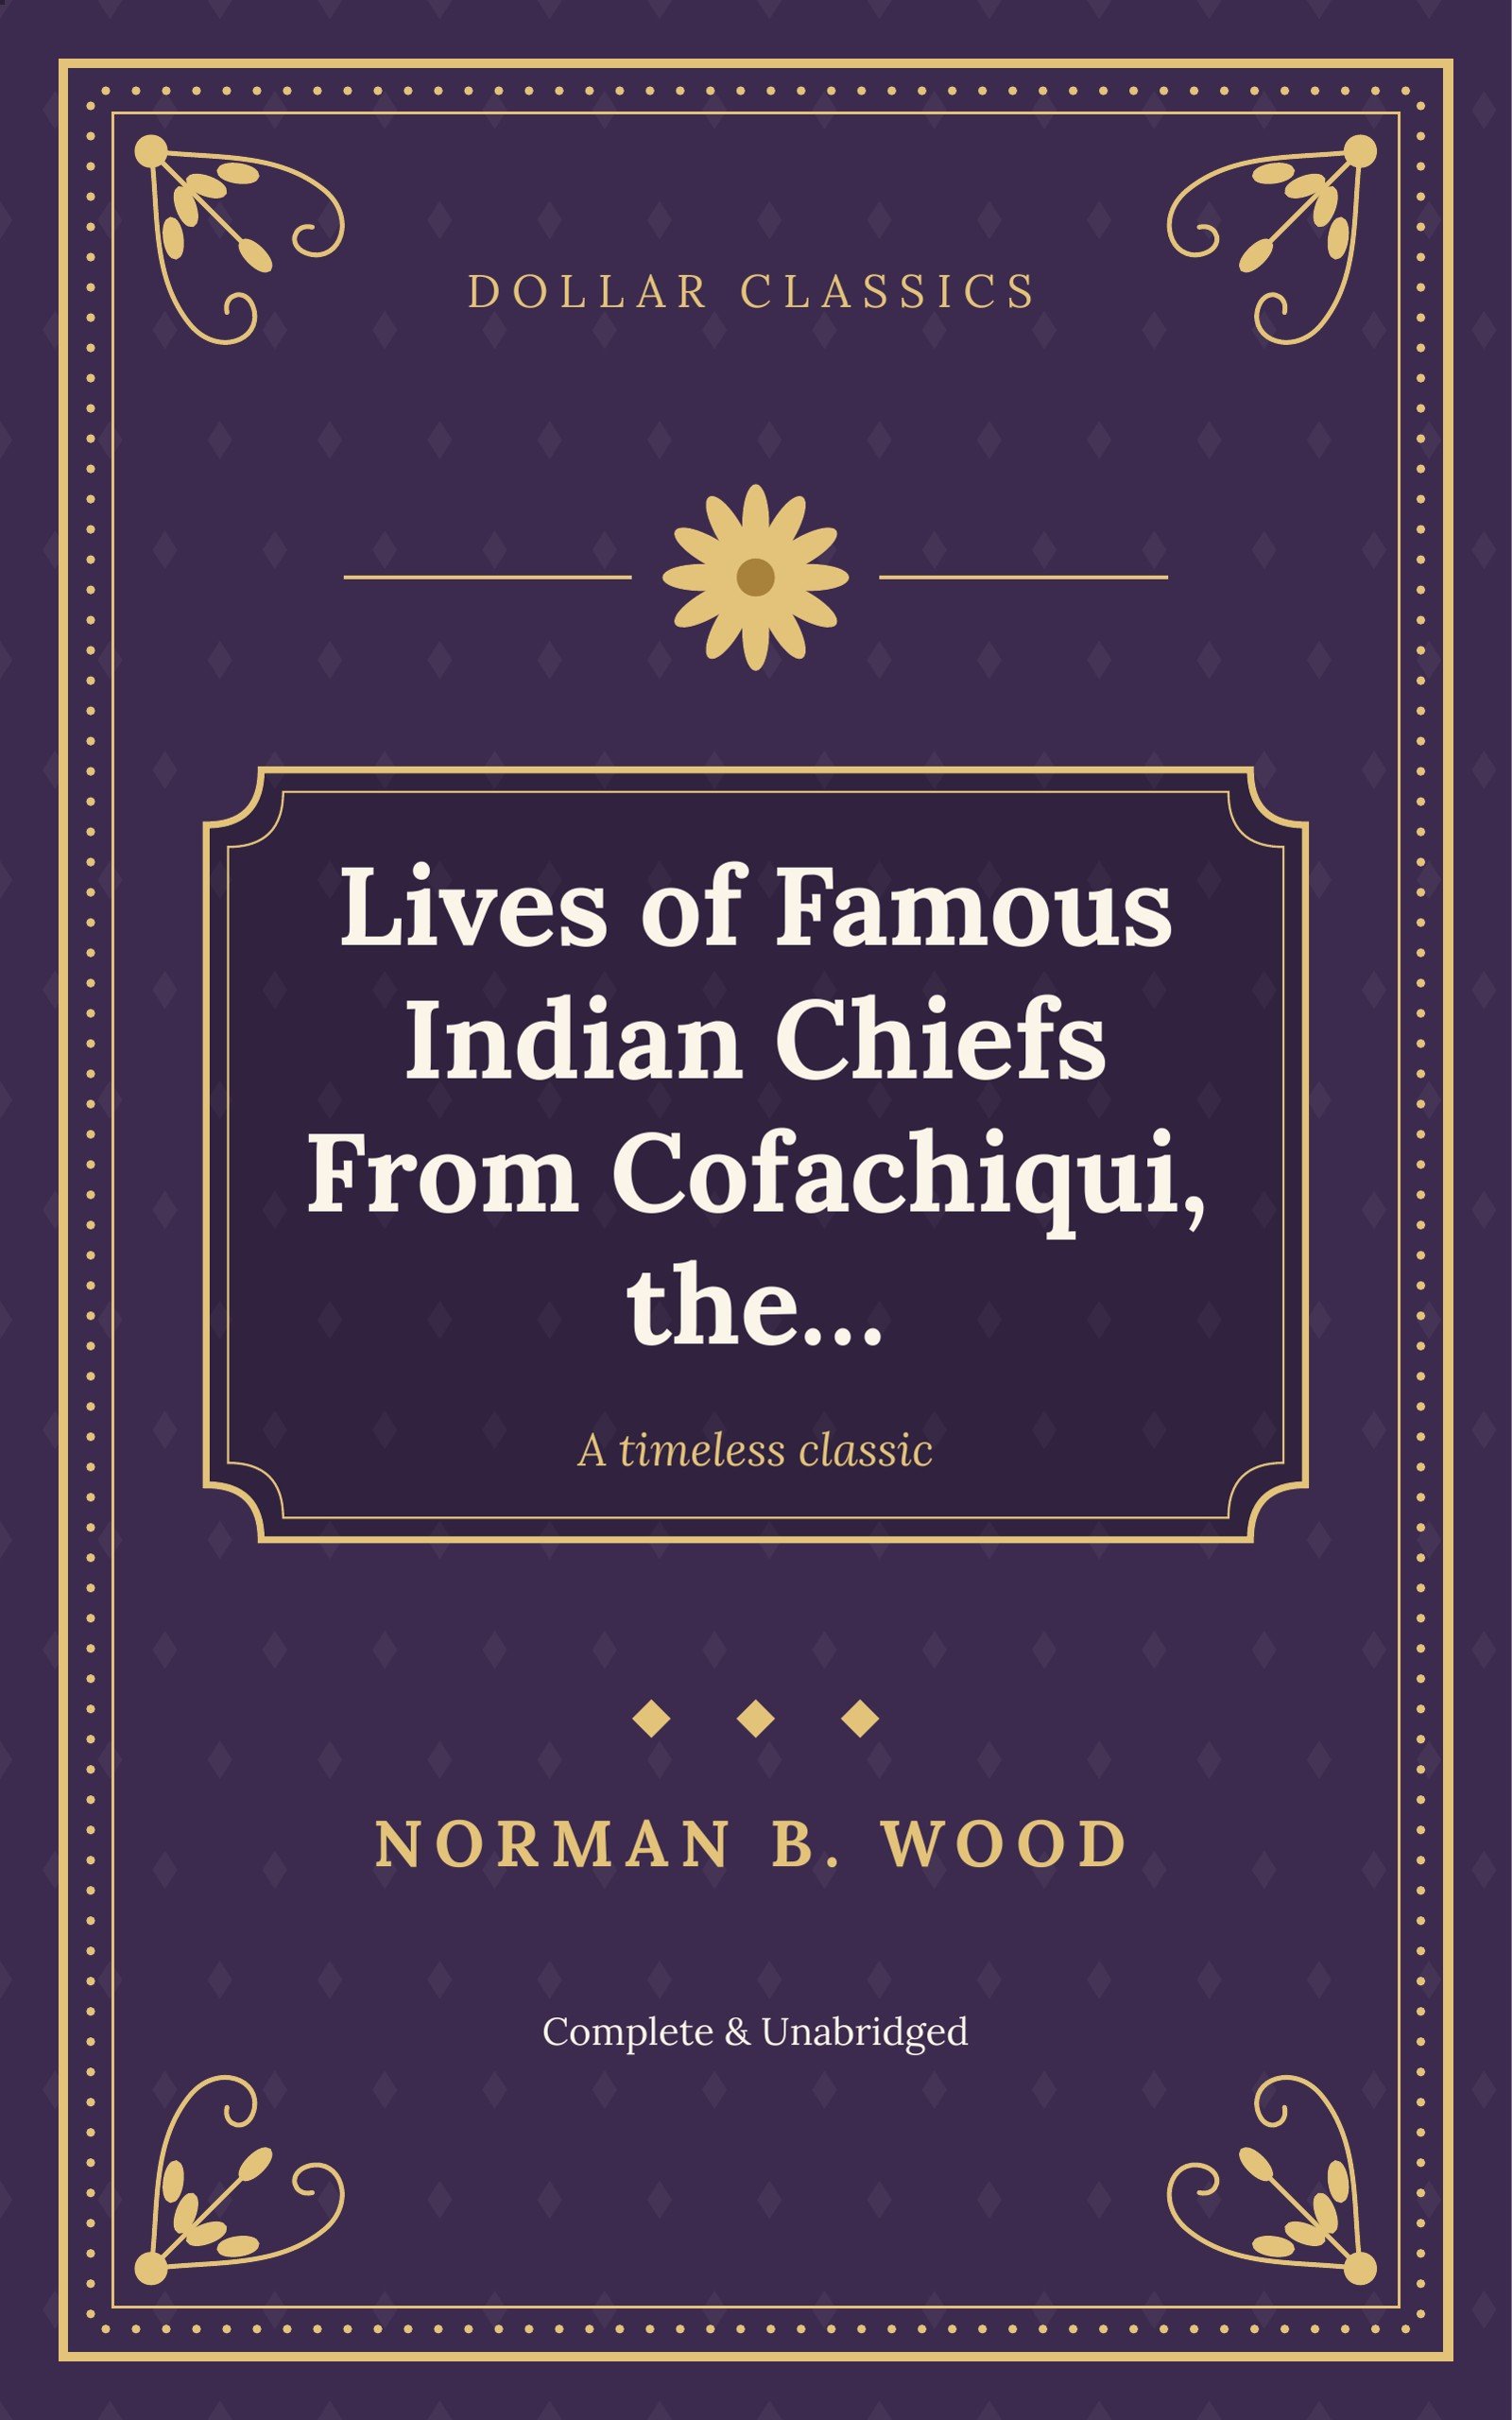 DOLLAR CLASSICS
Lives of Famous
Indian Chiefs
From Cofachiqui,
the...
A timeless classic
NORMAN B. WOOD
Complete & Unabridged